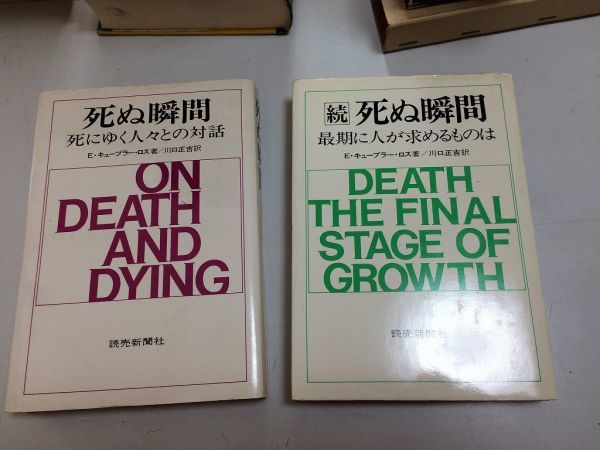 死ぬ瞬間
死にゆく人々との対話
E・キューブラー・ロス著／川口正吉訳
ON
DEATH
AND
DYING
読売新聞社
続 死ぬ瞬間
最期に人が求めるものは
E・キューブラー・ロス著／川口正吉訳
DEATH
THE FINAL
STAGE OF
GROWTH
読売新聞社